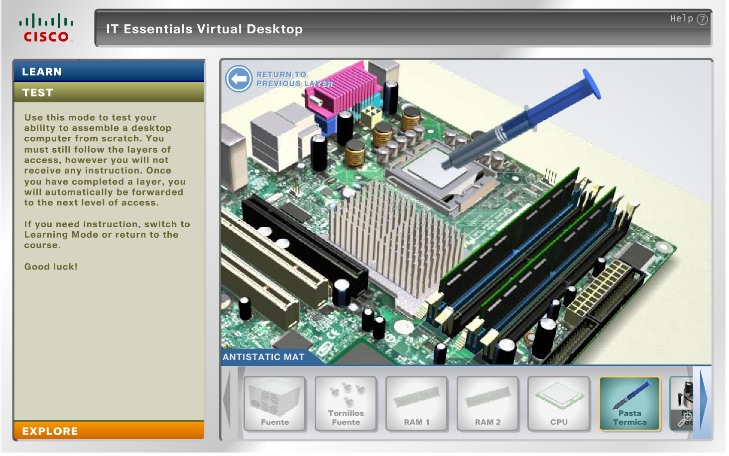 CISCO
IT Essentials Virtual Desktop
Help ?
LEARN
TEST
Use this mode to test your
ability to assemble a desktop
computer from scratch. You
must still follow the layers of
access, however you will not
receive any instruction. Once
you have completed a layer, you
will automatically be forwarded
to the next level of access.
If you need instruction, switch to
Learning Mode or return to the
course.
Good luck!
EXPLORE
RETURN TO
PREVIOUS LAYER
ANTISTATIC MAT
Fuente
Tornillos
Fuente
RAM 1
RAM 2
CPU
Pasta
Termica